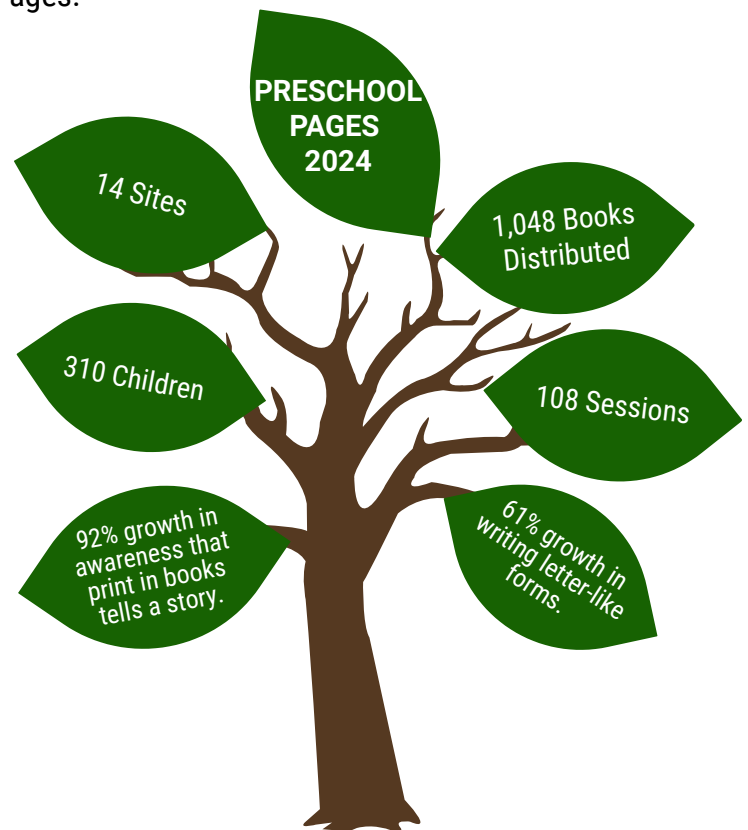 ages.
PRESCHOOL
PAGES
2024
14 Sites
1,048 Books
Distributed
310 Children
108 Sessions
92% growth in
awareness that
print in books
tells a story.
61% growth in
writing letter-like
forms.